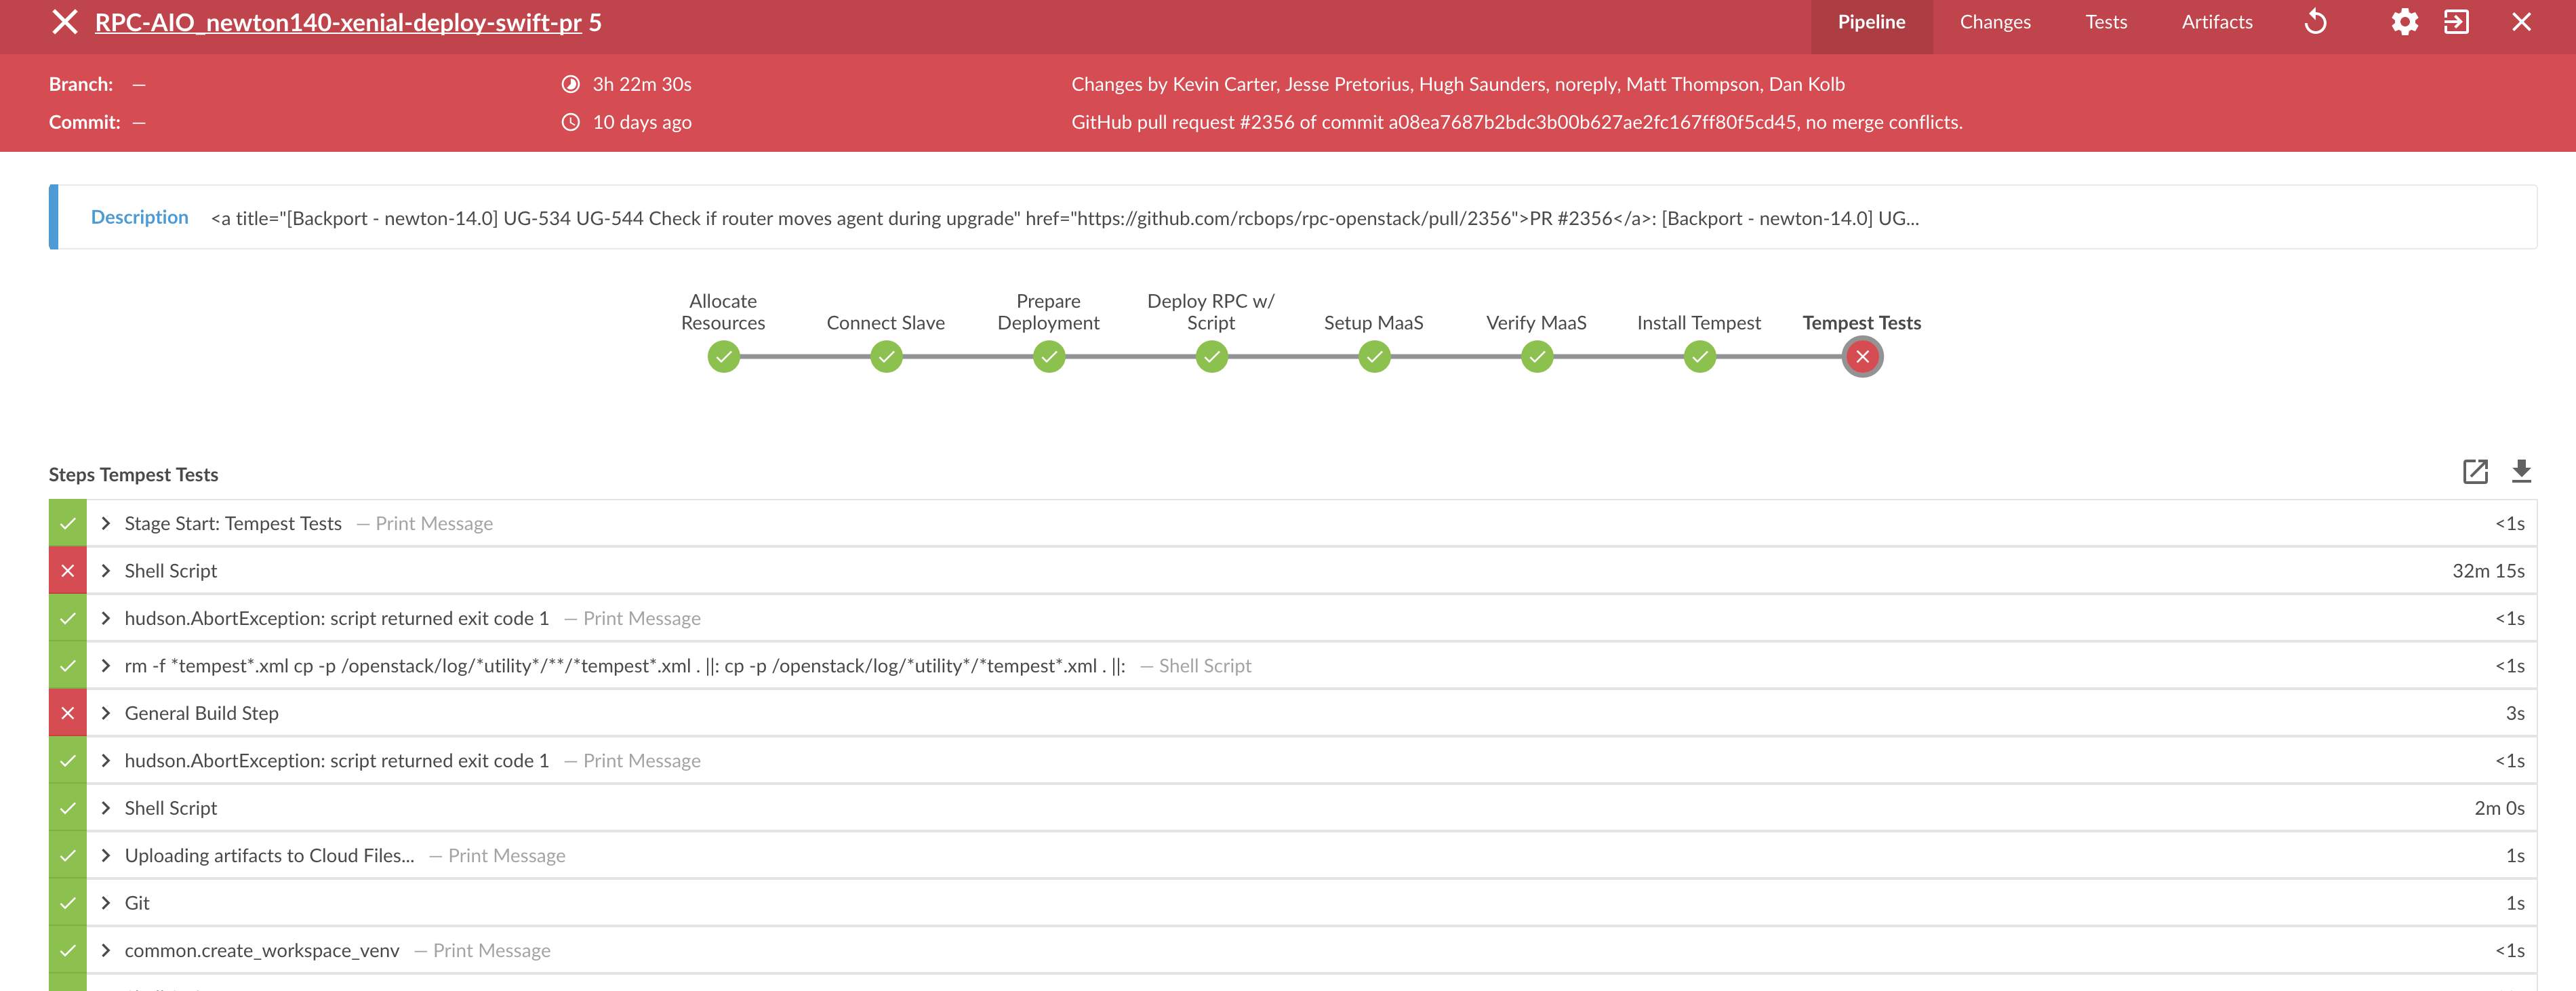 RPC-AIO_newton140-xenial-deploy-swift-pr 5
Pipeline
Changes
Tests
Artifacts
Branch: —
3h 22m 30s
Changes by Kevin Carter, Jesse Pretorius, Hugh Saunders, noreply, Matt Thompson, Dan Kolb
Commit: —
10 days ago
GitHub pull request #2356 of commit a08ea7687b2bdc3b00b627ae2fc167ff80f5cd45, no merge conflicts.
Description <a title="[Backport - newton-14.0] UG-534 UG-544 Check if router moves agent during upgrade" href="https://github.com/rcbops/rpc-openstack/pull/2356">PR #2356</a>: [Backport - newton-14.0] UG...
Allocate
Resources
Connect Slave
Prepare
Deployment
Deploy RPC w/
Script
Setup MaaS
Verify MaaS
Install Tempest
Tempest Tests
Steps Tempest Tests
Stage Start: Tempest Tests — Print Message <1s
Shell Script 32m 15s
hudson.AbortException: script returned exit code 1 — Print Message <1s
rm -f *tempest*.xml cp -p /openstack/log/*utility*/**/*tempest*.xml . ||: cp -p /openstack/log/*utility*/*tempest*.xml . ||: — Shell Script <1s
General Build Step 3s
hudson.AbortException: script returned exit code 1 — Print Message <1s
Shell Script 2m 0s
Uploading artifacts to Cloud Files... — Print Message 1s
Git 1s
common.create_workspace_venv — Print Message <1s